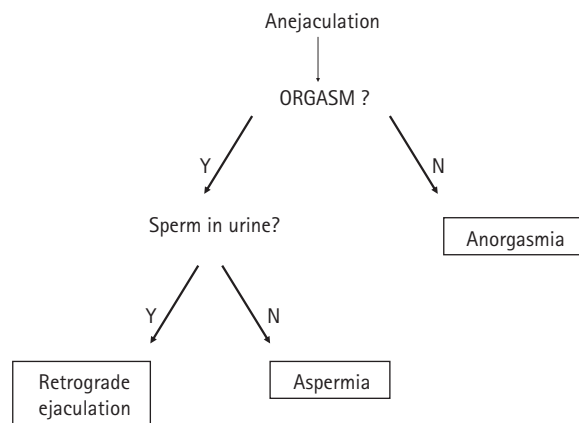 Anejaculation
ORGASM ?
Y
N
Sperm in urine?
Anorgasmia
Y
N
Retrograde
ejaculation
Aspermia